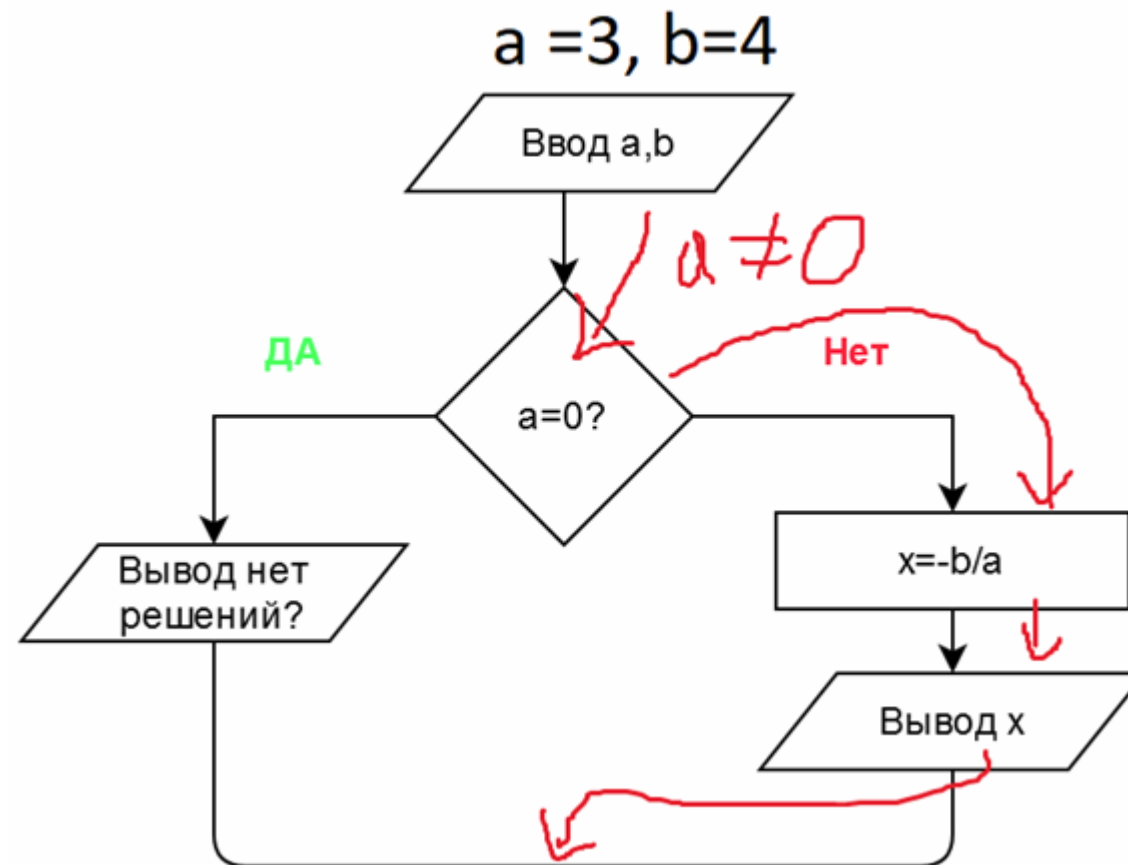 a =3, b=4
Ввод a,b
a ≠ 0
ДА
Нет
a=0?
x=-b/a
Вывод нет
решений?
Вывод x